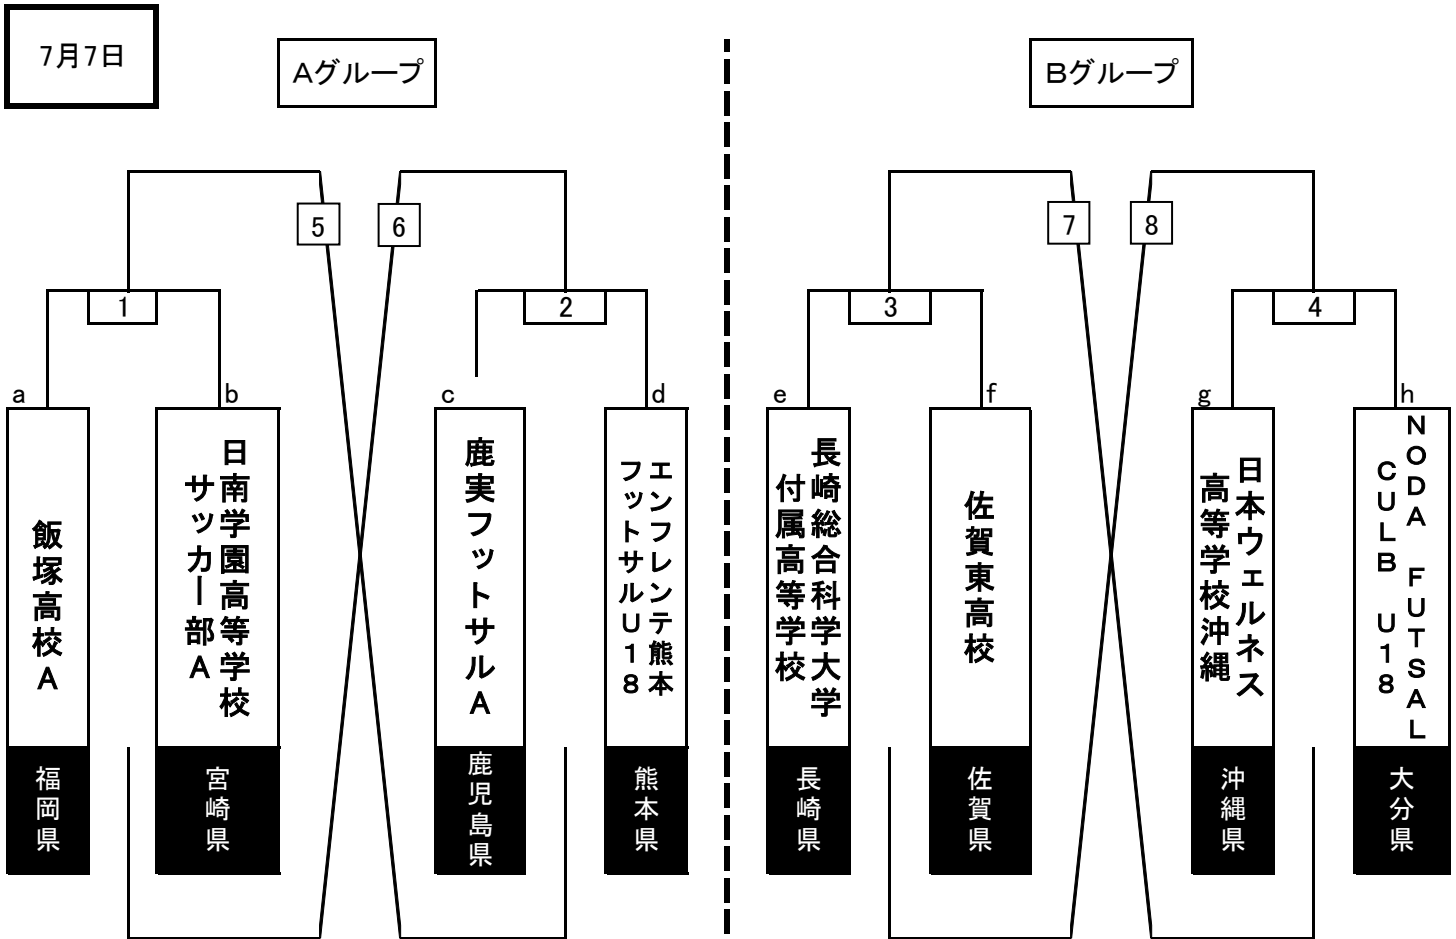 7月7日
Aグループ
Bグループ
5
6
7
8
1
2
3
4
a
b
c
d
e
f
g
h
飯塚高校A
日南学園高等学校
サッカー部A
鹿実フットサルA
エンフレンテ熊本
フットサルU18
長崎総合科学大学
付属高等学校
佐賀東高校
日本ウェルネス
高等学校沖縄
NODA FUTSAL
CULB U18
福岡県
宮崎県
鹿児島県
熊本県
長崎県
佐賀県
沖縄県
大分県